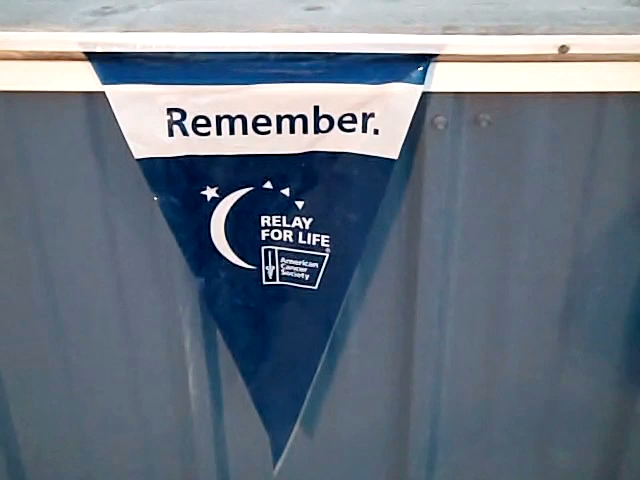 Remember.
RELAY
FOR LIFE®
American
Cancer
Society